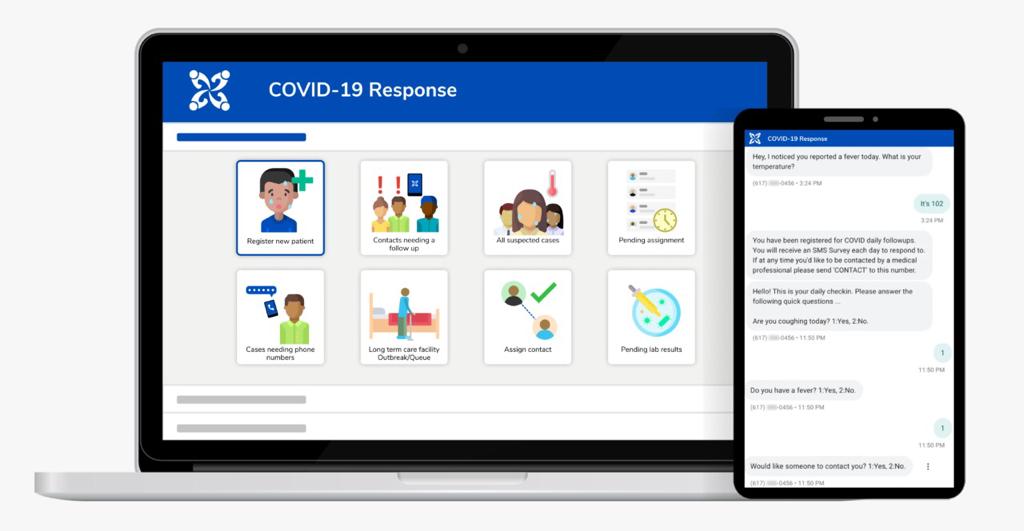 COVID-19 Response
Register new patient
Contacts needing a
follow up
All suspected cases
Pending assignment
Cases needing phone
numbers
Long term care facility
Outbreak/Queue
Assign contact
Pending lab results
COVID-19 Response
Hey, I noticed you reported a fever today. What is your
temperature?
(617) -0456 • 3:24 PM
It's 102
3:24 PM
You have been registered for COVID daily followups.
You will receive an SMS Survey each day to respond to.
If at any time you'd like to be contacted by a medical
professional please send 'CONTACT' to this number.
Hello! This is your daily checkin. Please answer the
following quick questions ...
Are you coughing today? 1:Yes, 2:No.
(617) -0456 • 11:50 PM
1
11:50 PM
Do you have a fever? 1:Yes, 2:No.
(617) -0456 • 11:50 PM
1
11:50 PM
Would like someone to contact you? 1:Yes, 2:No.
(617) -0456 • 11:50 PM